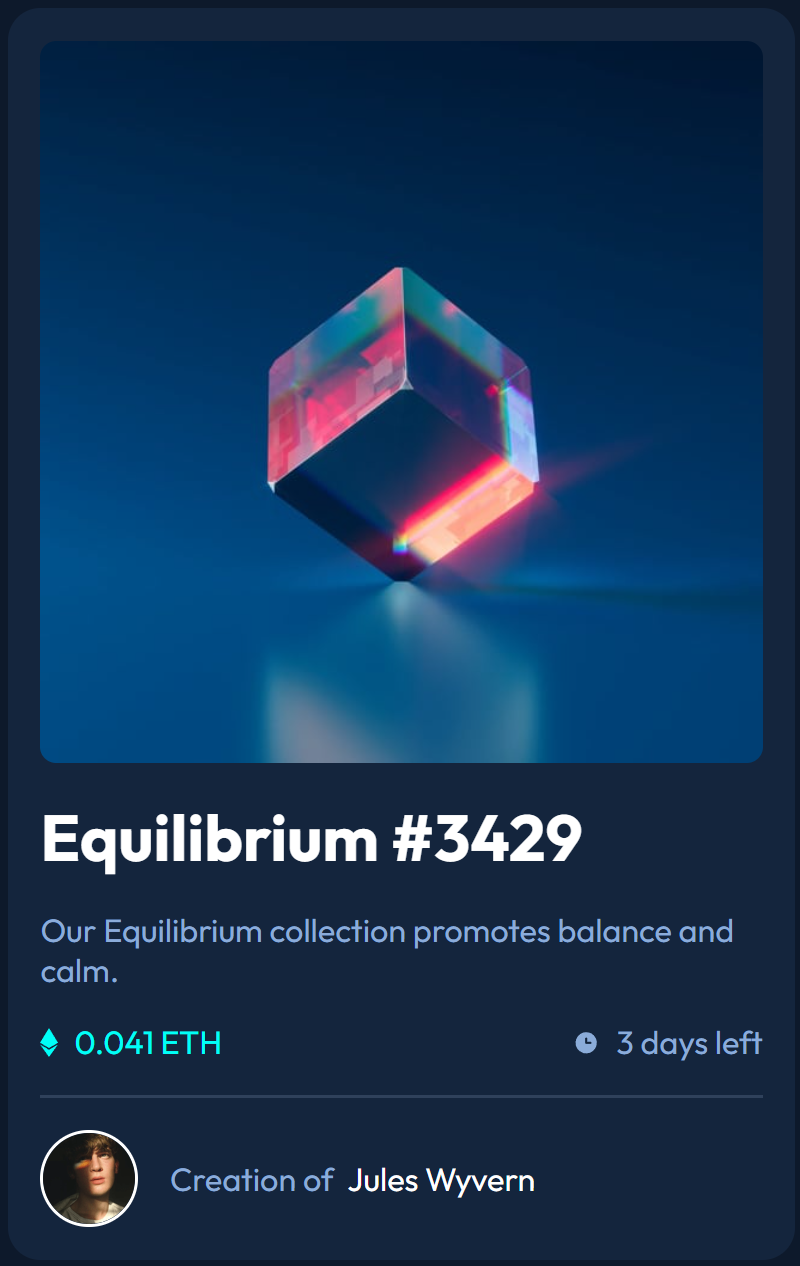 Equilibrium #3429
Our Equilibrium collection promotes balance and
calm.
0.041 ETH
3 days left
Creation of Jules Wyvern